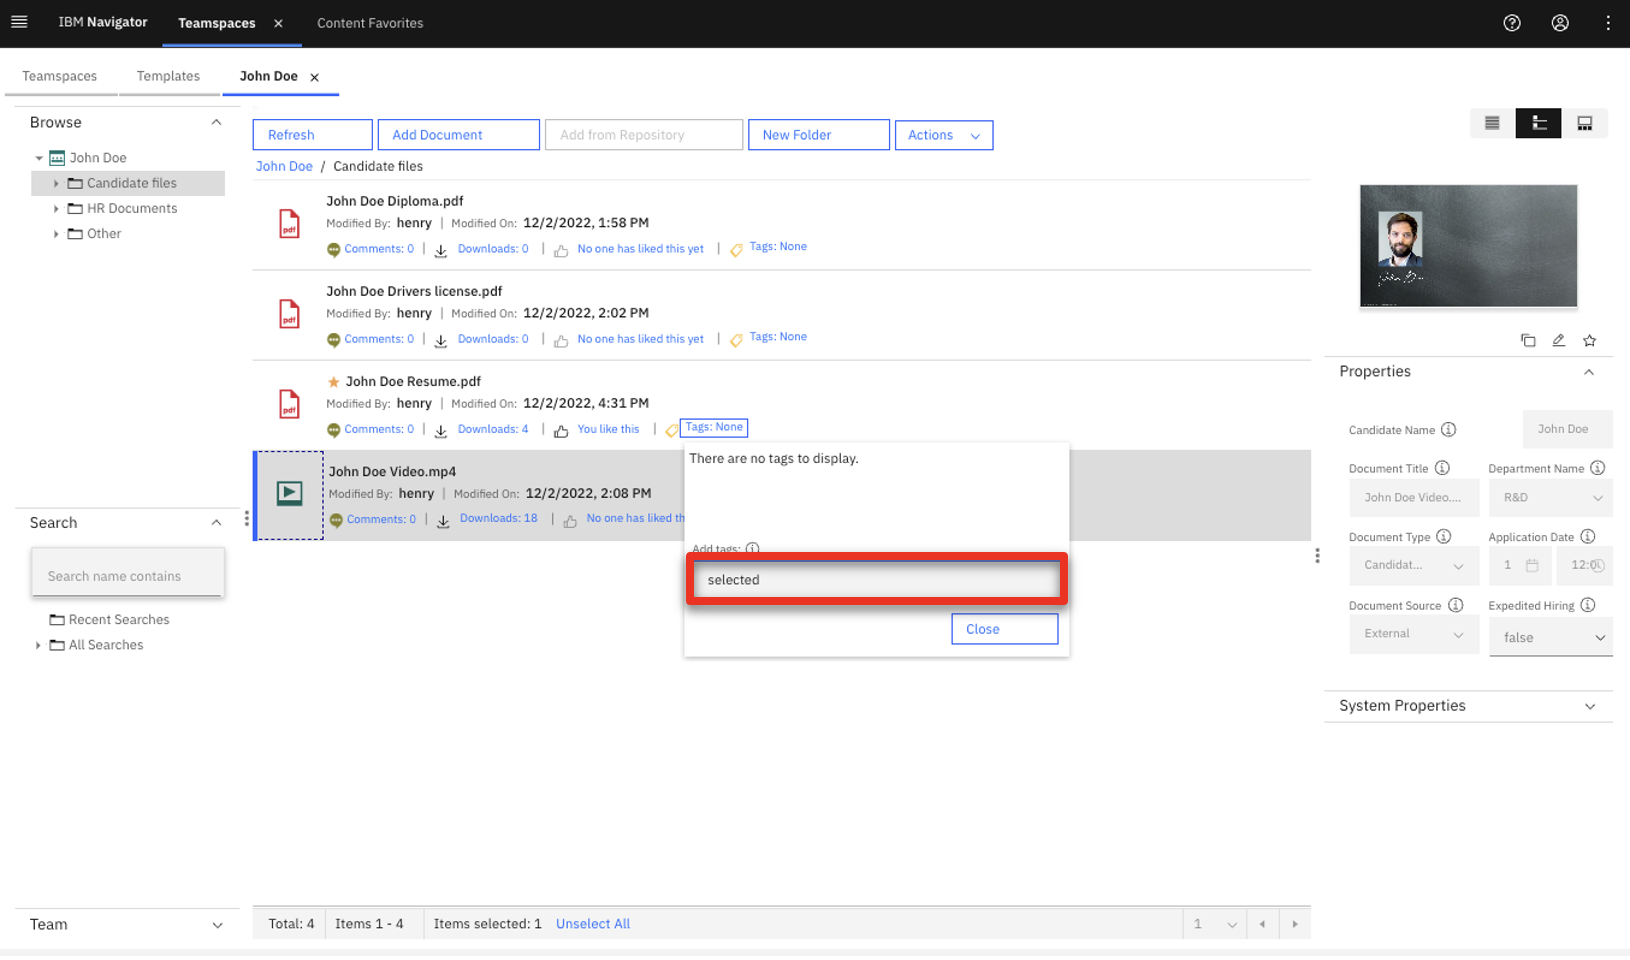 IBM Navigator
Teamspaces
Content Favorites
Teamspaces
Templates
John Doe
Browse
John Doe
Candidate files
HR Documents
Other
Search
Search name contains
Recent Searches
All Searches
Team
Refresh
Add Document
Add from Repository
New Folder
Actions
John Doe / Candidate files
John Doe Diploma.pdf
Modified By: henry | Modified On: 12/2/2022, 1:58 PM
Comments: 0 | Downloads: 0 | No one has liked this yet | Tags: None
John Doe Drivers license.pdf
Modified By: henry | Modified On: 12/2/2022, 2:02 PM
Comments: 0 | Downloads: 0 | No one has liked this yet | Tags: None
John Doe Resume.pdf
Modified By: henry | Modified On: 12/2/2022, 4:31 PM
Comments: 0 | Downloads: 4 | You like this | Tags: None
John Doe Video.mp4
Modified By: henry | Modified On: 12/2/2022, 2:08 PM
Comments: 0 | Downloads: 18 | No one has liked th
There are no tags to display.
Add tags:
selected
Close
Total: 4
Items 1 - 4
Items selected: 1
Unselect All
1
Properties
Candidate Name
John Doe
Document Title
John Doe Video....
Department Name
R&D
Document Type
Candidat...
Application Date
1
12:0
Document Source
External
Expedited Hiring
false
System Properties